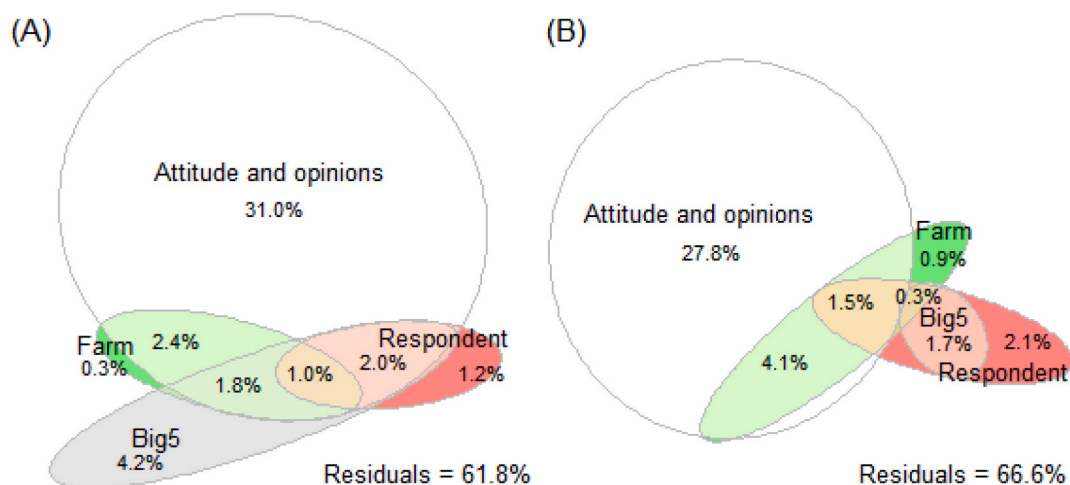 (A)
Attitude and opinions
31.0%
Farm
0.3%
2.4%
1.8%
1.0%
2.0%
Respondent
1.2%
Big5
4.2%
Residuals = 61.8%
(B)
Attitude and opinions
27.8%
Farm
0.9%
1.5%
0.3%
Big5
1.7%
2.1%
Respondent
4.1%
Residuals = 66.6%